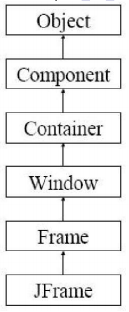 Object
Component
Container
Window
Frame
JFrame